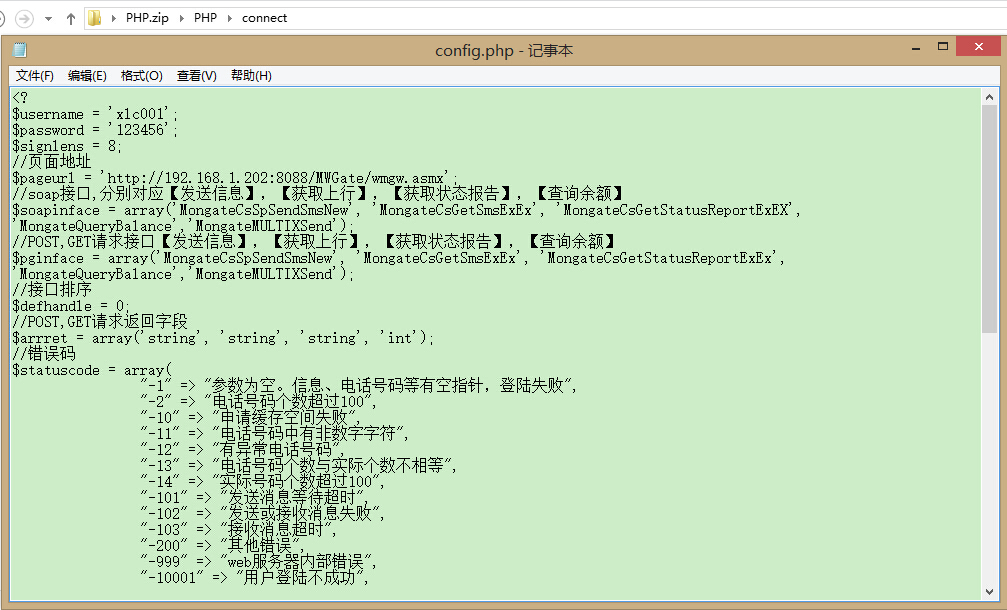 PHP.zip PHP connect
config.php - 记事本
文件(F) 编辑(E) 格式(O) 查看(V) 帮助(H)
<?
$username = 'xlc001';
$password = '123456';
$signlens = 8;
//页面地址
$pageurl = 'http://192.168.1.202:8088/MWGate/wmgw.asmx';
//soap接口,分别对应【发送信息】,【获取上行】,【获取状态报告】,【查询余额】
$soapinface = array('MongateCsSpSendSmsNew', 'MongateCsGetSmsExEx', 'MongateCsGetStatusReportExEX',
'MongateQueryBalance','MongateMULTIXSend');
//POST,GET请求接口【发送信息】,【获取上行】,【获取状态报告】,【查询余额】
$pginface = array('MongateCsSpSendSmsNew', 'MongateCsGetSmsExEx', 'MongateCsGetStatusReportExEx',
'MongateQueryBalance','MongateMULTIXSend');
//接口排序
$defhandle = 0;
//POST,GET请求返回字段
$arrret = array('string', 'string', 'string', 'int');
//错误码
$statuscode = array(
"-1" => "参数为空。信息、电话号码等有空指针，登陆失败",
"-2" => "电话号码个数超过100",
"-10" => "申请缓存空间失败",
"-11" => "电话号码中有非数字字符",
"-12" => "有异常电话号码",
"-13" => "电话号码个数与实际个数不相等",
"-14" => "实际号码个数超过100",
"-101" => "发送消息等待超时",
"-102" => "发送或接收消息失败",
"-103" => "接收消息超时",
"-200" => "其他错误",
"-999" => "web服务器内部错误",
"-10001" => "用户登陆不成功",